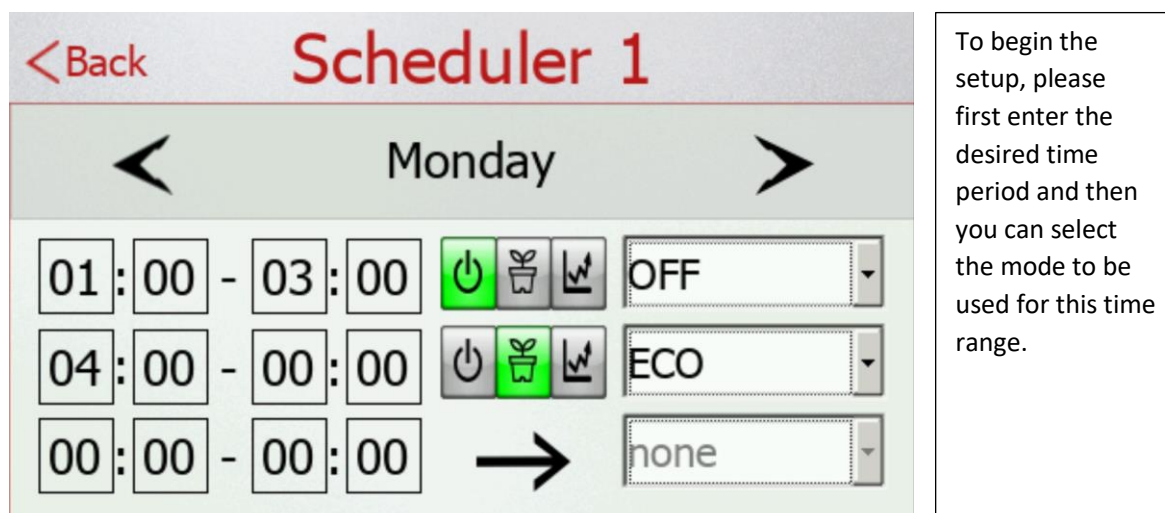 Back Scheduler 1
Monday
01 : 00 - 03 : 00 OFF
04 : 00 - 00 : 00 ECO
00 : 00 - 00 : 00 none
To begin the
setup, please
first enter the
desired time
period and then
you can select
the mode to be
used for this time
range.